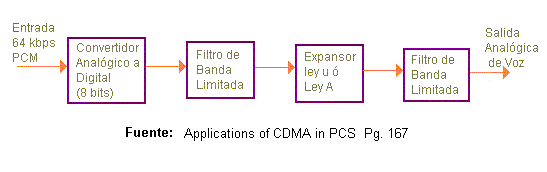 Entrada
64 kbps
PCM
Convertidor
Analógico a
Digital
(8 bits)
Filtro de
Banda
Limitada
Expansor
ley u ó
Ley A
Filtro de
Banda
Limitada
Salida
Analógica
de Voz
Fuente: Applications of CDMA in PCS Pg. 167